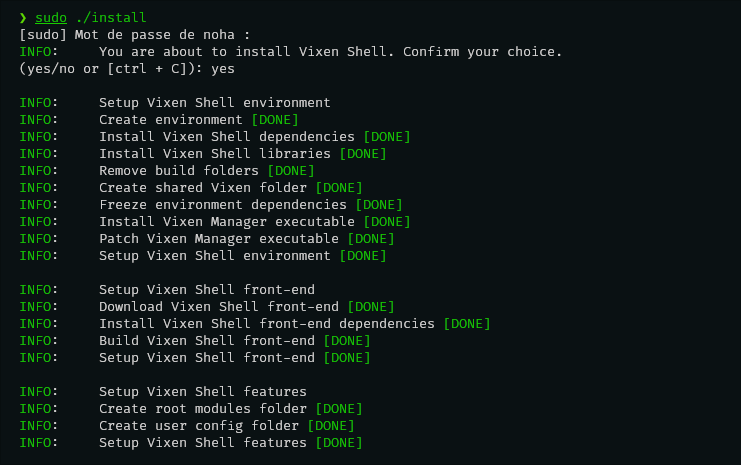 ❯ sudo ./install
[sudo] Mot de passe de noha :
INFO:     You are about to install Vixen Shell. Confirm your choice.
(yes/no or [ctrl + C]): yes
INFO:     Setup Vixen Shell environment
INFO:     Create environment [DONE]
INFO:     Install Vixen Shell dependencies [DONE]
INFO:     Install Vixen Shell libraries [DONE]
INFO:     Remove build folders [DONE]
INFO:     Create shared Vixen folder [DONE]
INFO:     Freeze environment dependencies [DONE]
INFO:     Install Vixen Manager executable [DONE]
INFO:     Patch Vixen Manager executable [DONE]
INFO:     Setup Vixen Shell environment [DONE]
INFO:     Setup Vixen Shell front-end
INFO:     Download Vixen Shell front-end [DONE]
INFO:     Install Vixen Shell front-end dependencies [DONE]
INFO:     Build Vixen Shell front-end [DONE]
INFO:     Setup Vixen Shell front-end [DONE]
INFO:     Setup Vixen Shell features
INFO:     Create root modules folder [DONE]
INFO:     Create user config folder [DONE]
INFO:     Setup Vixen Shell features [DONE]